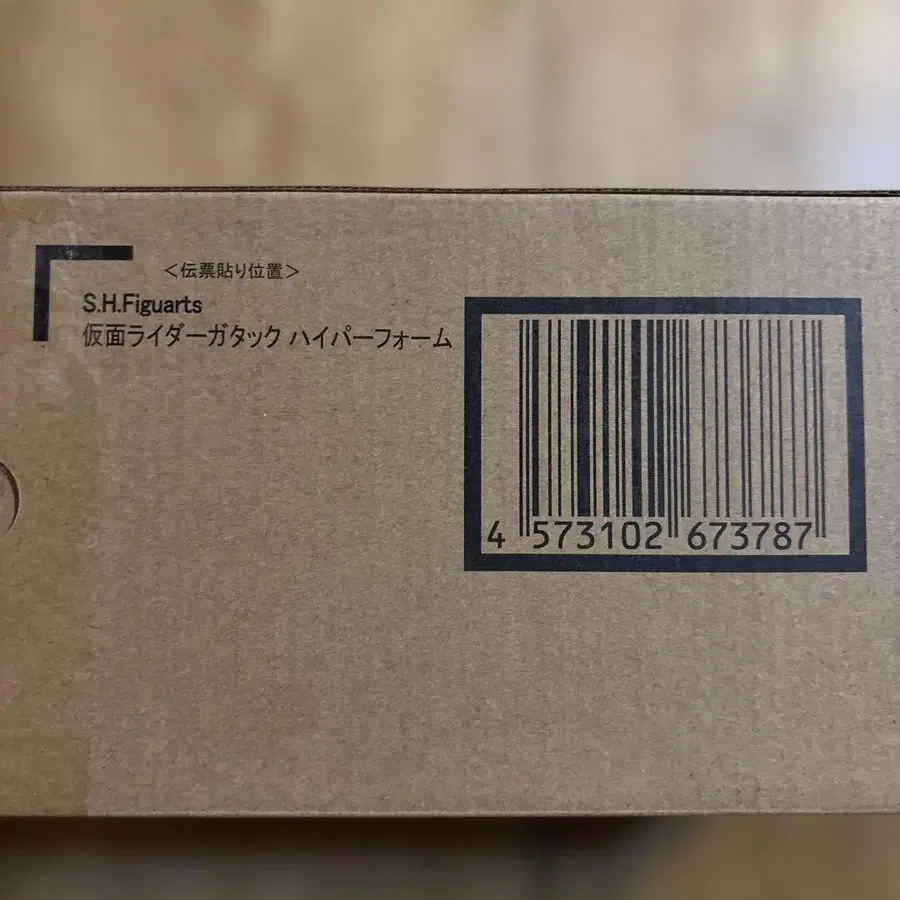 <伝票貼り位置>
S.H.Figuarts
仮面ライダーガタック ハイパーフォーム
4 573102 673787